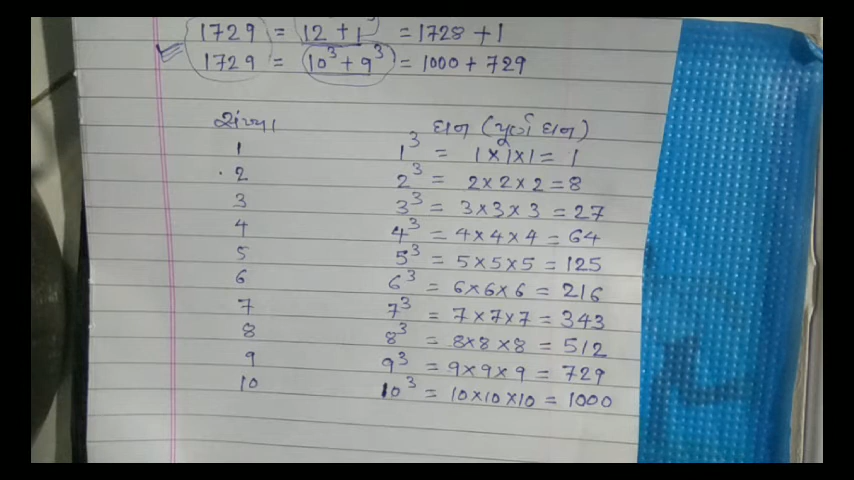 1729 = 12 + 1³ = 1728 + 1
1729 = 10³ + 9³ = 1000 + 729
સંખ્યા ઘન (પૂર્ણ ઘન)
1 1³ = 1×1×1 = 1
2 2³ = 2×2×2 = 8
3 3³ = 3×3×3 = 27
4 4³ = 4×4×4 = 64
5 5³ = 5×5×5 = 125
6 6³ = 6×6×6 = 216
7 7³ = 7×7×7 = 343
8 8³ = 8×8×8 = 512
9 9³ = 9×9×9 = 729
10 10³ = 10×10×10 = 1000